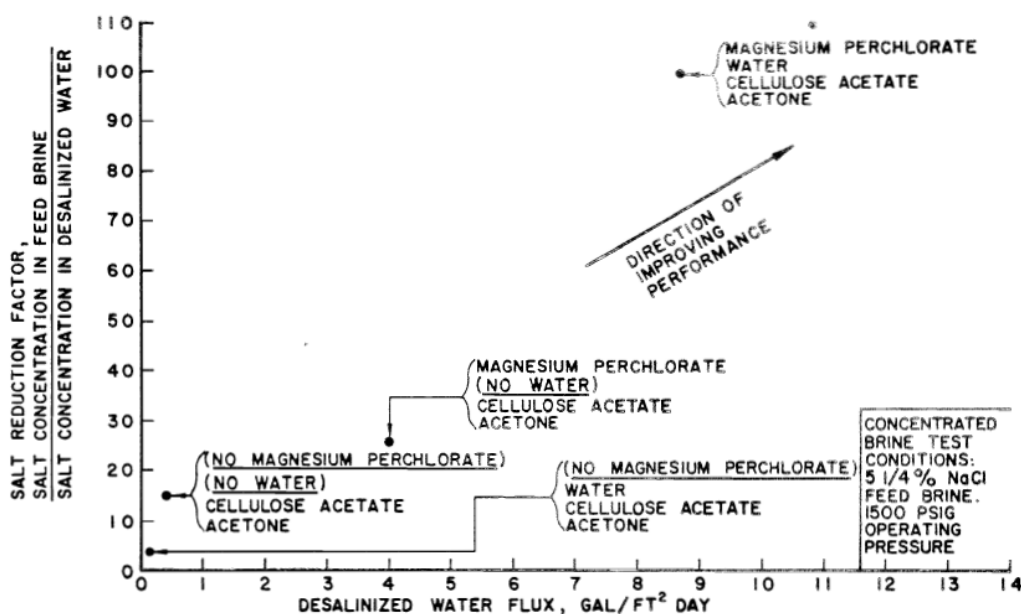 110
100
90
80
70
60
50
40
30
20
10
0
0 1 2 3 4 5 6 7 8 9 10 11 12 13 14
SALT REDUCTION FACTOR,
SALT CONCENTRATION IN FEED BRINE
SALT CONCENTRATION IN DESALINIZED WATER
MAGNESIUM PERCHLORATE
WATER
CELLULOSE ACETATE
ACETONE
DIRECTION OF
IMPROVING
PERFORMANCE
MAGNESIUM PERCHLORATE
(NO WATER)
CELLULOSE ACETATE
ACETONE
(NO MAGNESIUM PERCHLORATE)
(NO WATER)
CELLULOSE ACETATE
ACETONE
(NO MAGNESIUM PERCHLORATE)
WATER
CELLULOSE ACETATE
ACETONE
CONCENTRATED
BRINE TEST
CONDITIONS:
5 1/4 % NaCl
FEED BRINE.
1500 PSIG
OPERATING
PRESSURE
DESALINIZED WATER FLUX, GAL/FT² DAY